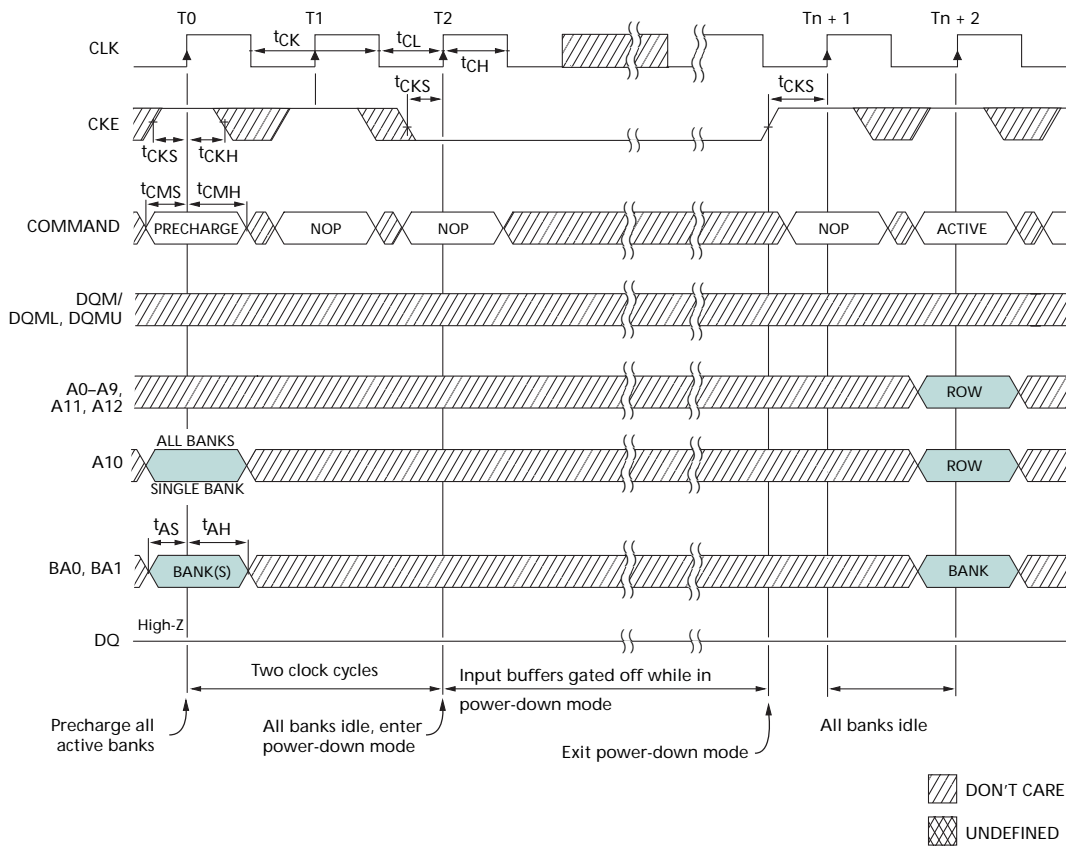 T0 T1 T2 Tn + 1 Tn + 2
CLK
tCK tCL
tCH
tCKS tCKS
CKE
tCKS tCKH
tCMS tCMH
COMMAND PRECHARGE NOP NOP NOP ACTIVE
DQM/
DQML, DQMU
A0–A9,
A11, A12
ROW
ALL BANKS
A10 ROW
SINGLE BANK
tAS tAH
BA0, BA1 BANK(S) BANK
High-Z
DQ
Two clock cycles
Input buffers gated off while in
power-down mode
Precharge all
active banks
All banks idle, enter
power-down mode
Exit power-down mode
All banks idle
DON'T CARE
UNDEFINED